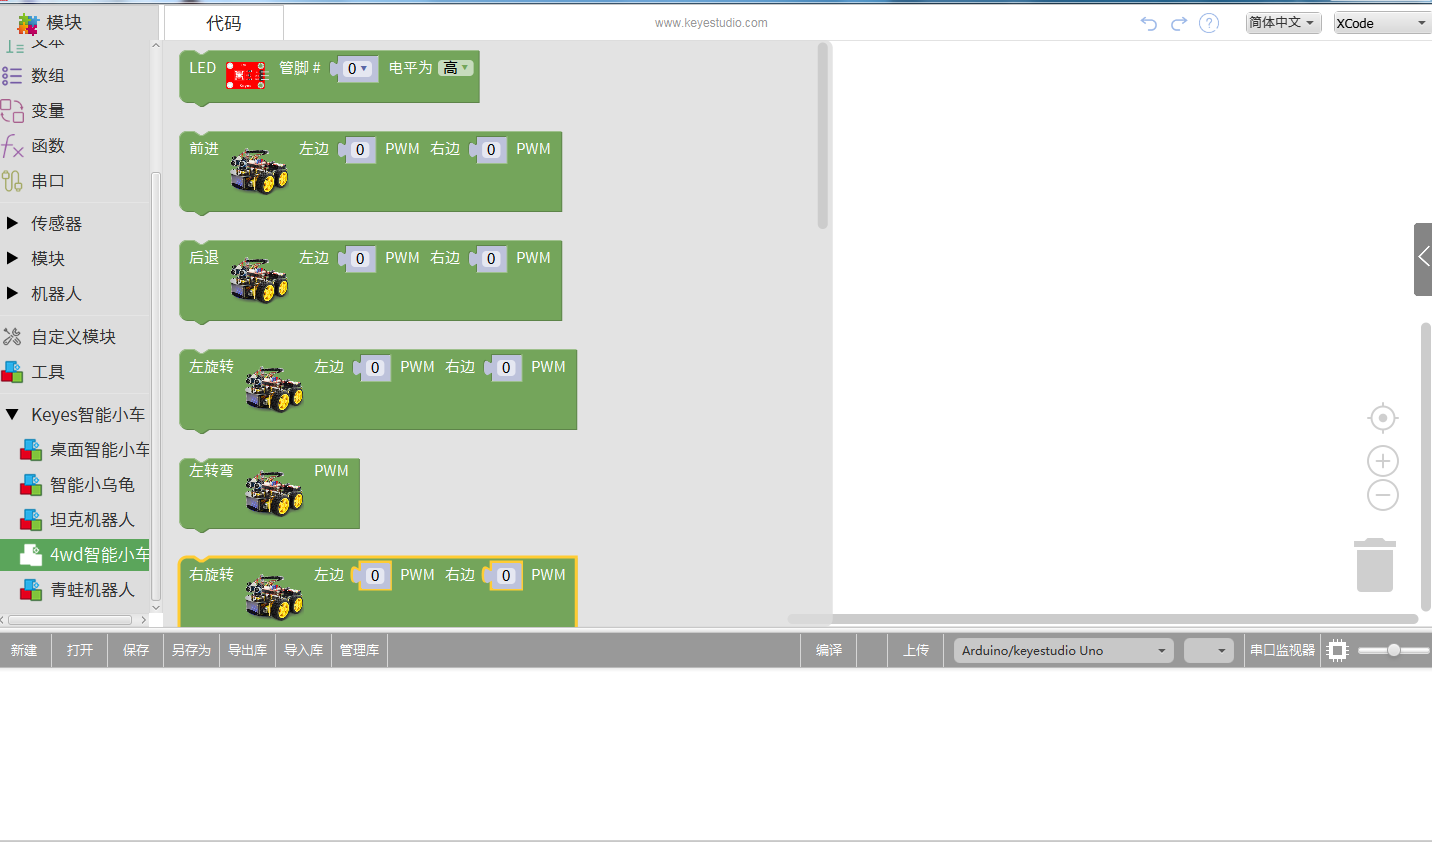 模块
代码
www.keyestudio.com
?
简体中文
XCode
文本
数组
变量
函数
串口
传感器
模块
机器人
自定义模块
工具
Keyes智能小车
桌面智能小车
智能小乌龟
坦克机器人
4wd智能小车
青蛙机器人
LED 管脚 # 0 电平为 高
前进 左边 0 PWM 右边 0 PWM
后退 左边 0 PWM 右边 0 PWM
左旋转 左边 0 PWM 右边 0 PWM
左转弯 PWM
右旋转 左边 0 PWM 右边 0 PWM
新建 打开 保存 另存为 导出库 导入库 管理库 编译 上传 Arduino/keyestudio Uno 串口监视器